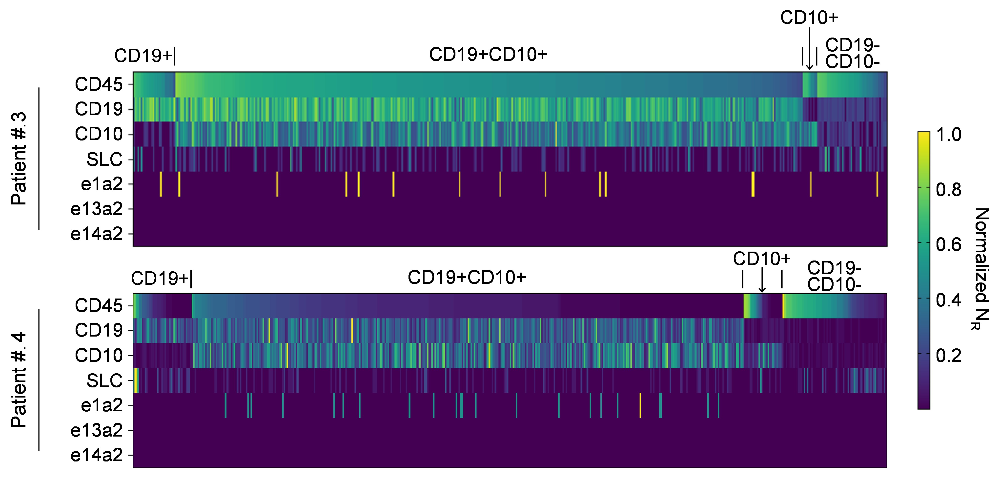 CD10+
CD19+
CD19+CD10+
CD19-
CD10-
Patient #.3
CD45
CD19
CD10
SLC
e1a2
e13a2
e14a2
CD10+
CD19+
CD19+CD10+
CD19-
CD10-
Patient #. 4
CD45
CD19
CD10
SLC
e1a2
e13a2
e14a2
1.0
0.8
0.6
0.4
0.2
Normalized NR